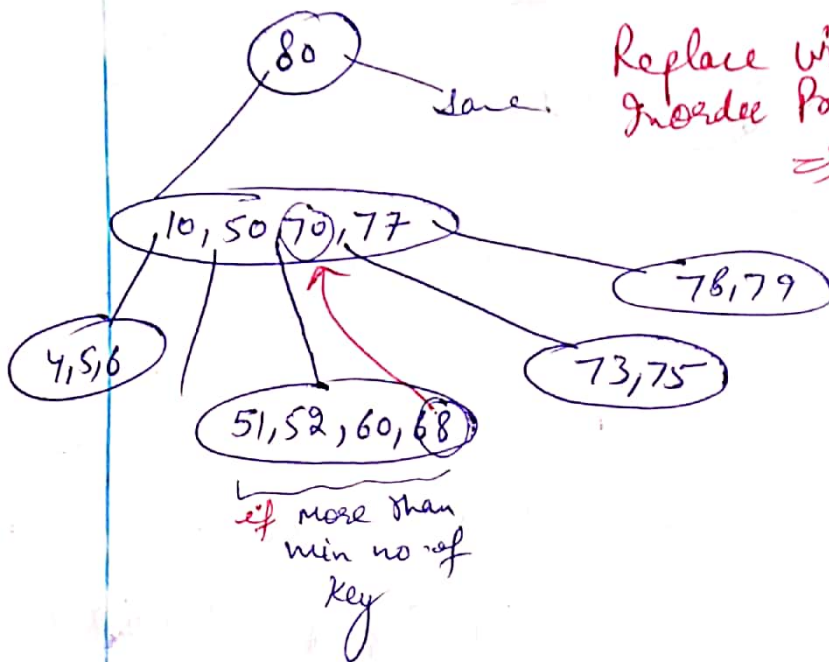 80
same.
Replace wi
Inorder Po
⇒
10, 50 70, 77
78, 79
4, 5, 6
73, 75
51, 52, 60, 68
if more than
min no. of
key